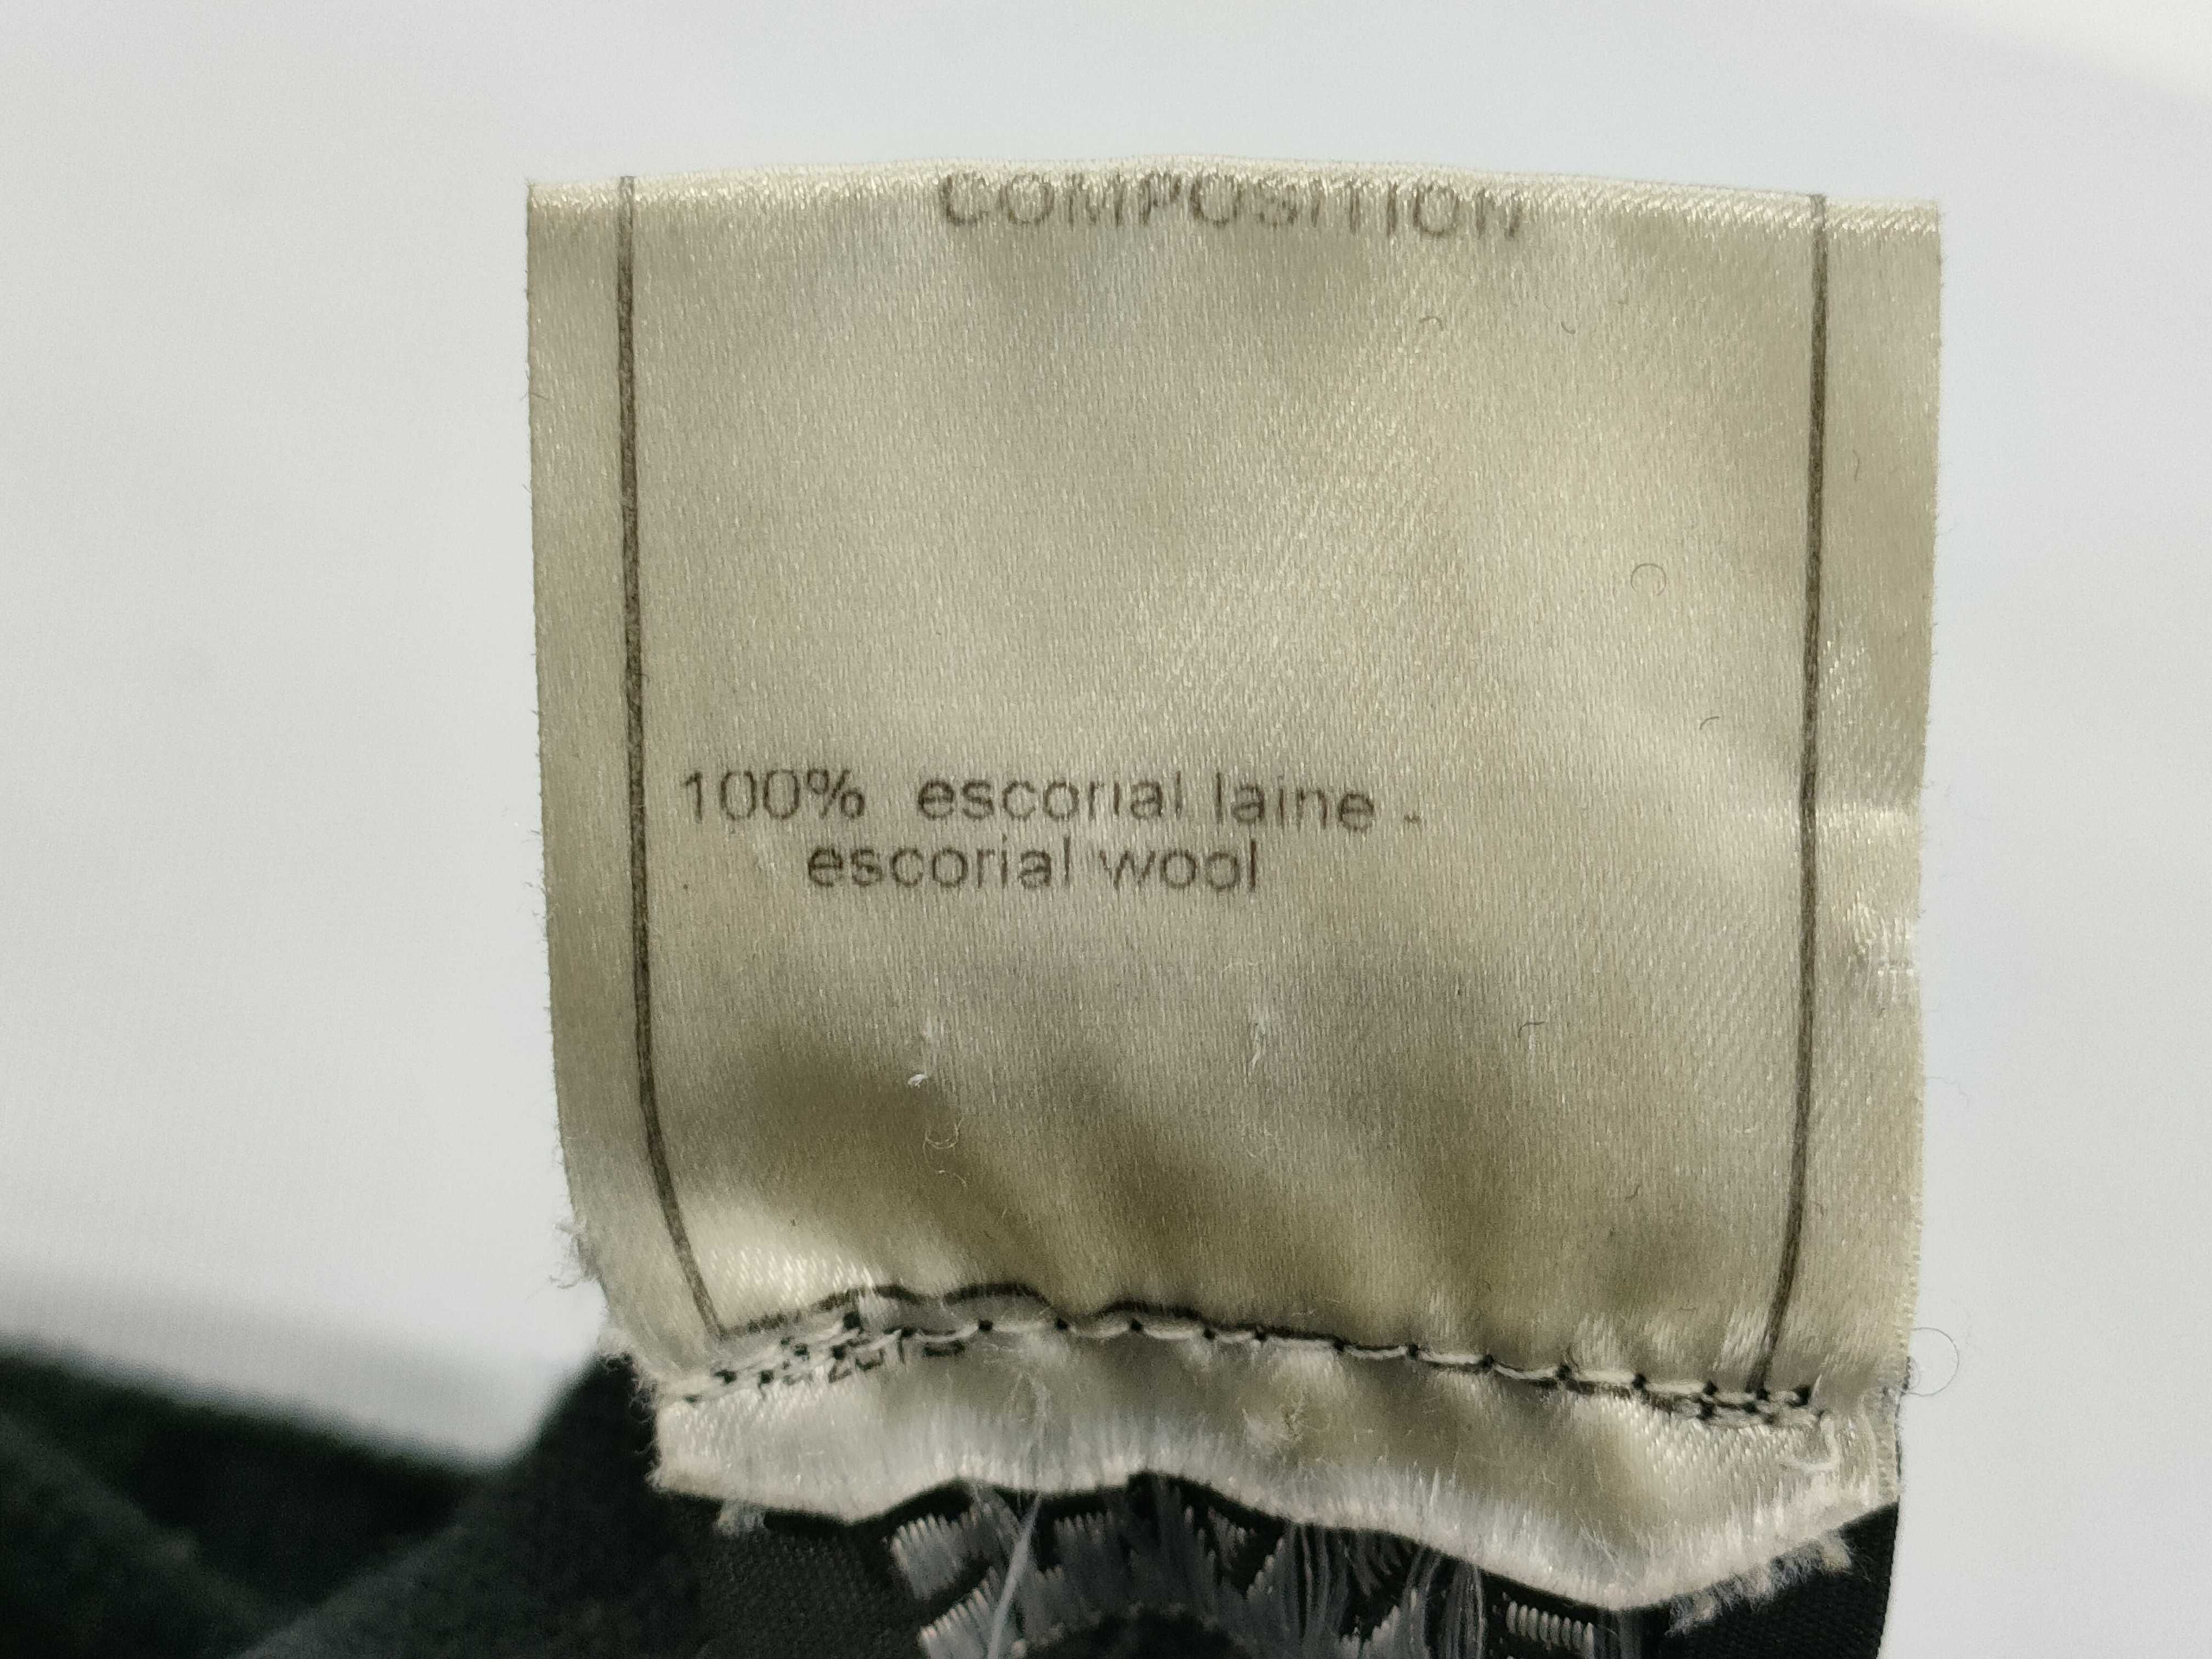 COMPOSITION
100% escorial laine -
escorial wool